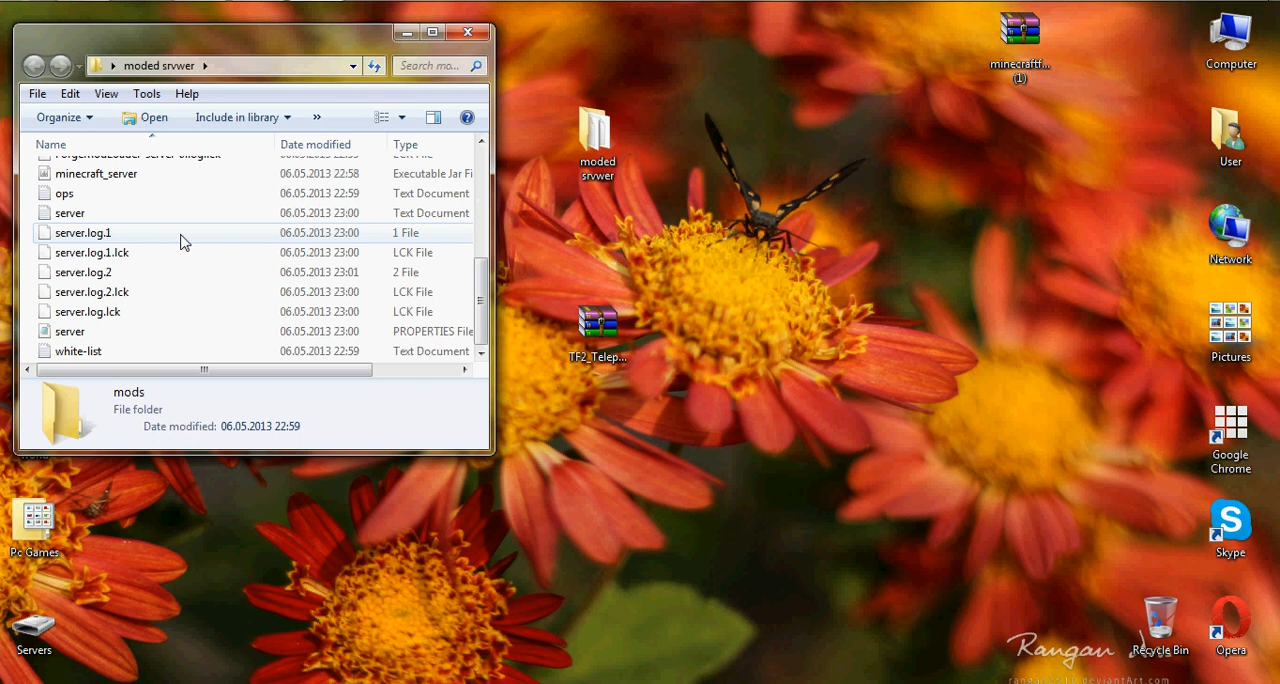 moded srvwer
Search mo...
File Edit View Tools Help
Organize Open Include in library »
Name Date modified Type
minecraft_server 06.05.2013 22:58 Executable Jar Fi
ops 06.05.2013 22:59 Text Document
server 06.05.2013 23:00 Text Document
server.log.1 06.05.2013 23:00 1 File
server.log.1.lck 06.05.2013 23:00 LCK File
server.log.2 06.05.2013 23:01 2 File
server.log.2.lck 06.05.2013 23:00 LCK File
server.log.lck 06.05.2013 23:00 LCK File
server 06.05.2013 23:00 PROPERTIES File
white-list 06.05.2013 22:59 Text Document
mods
File folder
Date modified: 06.05.2013 22:59
Pc Games
Servers
moded
srvwer
TF2_Telep...
minecraftf...
(1)
Computer
User
Network
Pictures
Google
Chrome
Skype
Recycle Bin
Opera
Rangan